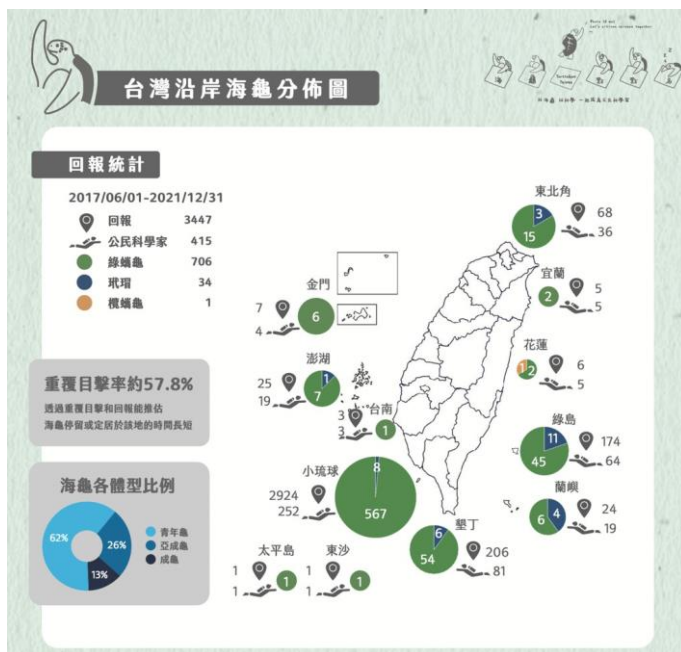 台灣沿岸海龜分佈圖
回報統計
2017/06/01-2021/12/31
回報 3447
公民科學家 415
綠蠵龜 706
玳瑁 34
欖蠵龜 1
重覆目擊率約57.8%
透過重覆目擊和回報能推估
海龜停留或定居於該地的時間長短
海龜各體型比例
62%
26%
13%
青年龜
亞成龜
成龜
東北角
3
15
68
36
宜蘭
2
5
5
金門
7
4
6
花蓮
1
2
6
5
澎湖
25
19
1
7
台南
3
3
1
綠島
11
45
174
64
小琉球
2924
252
8
567
蘭嶼
4
6
24
19
墾丁
6
54
206
81
太平島
1
1
1
東沙
1
1
1